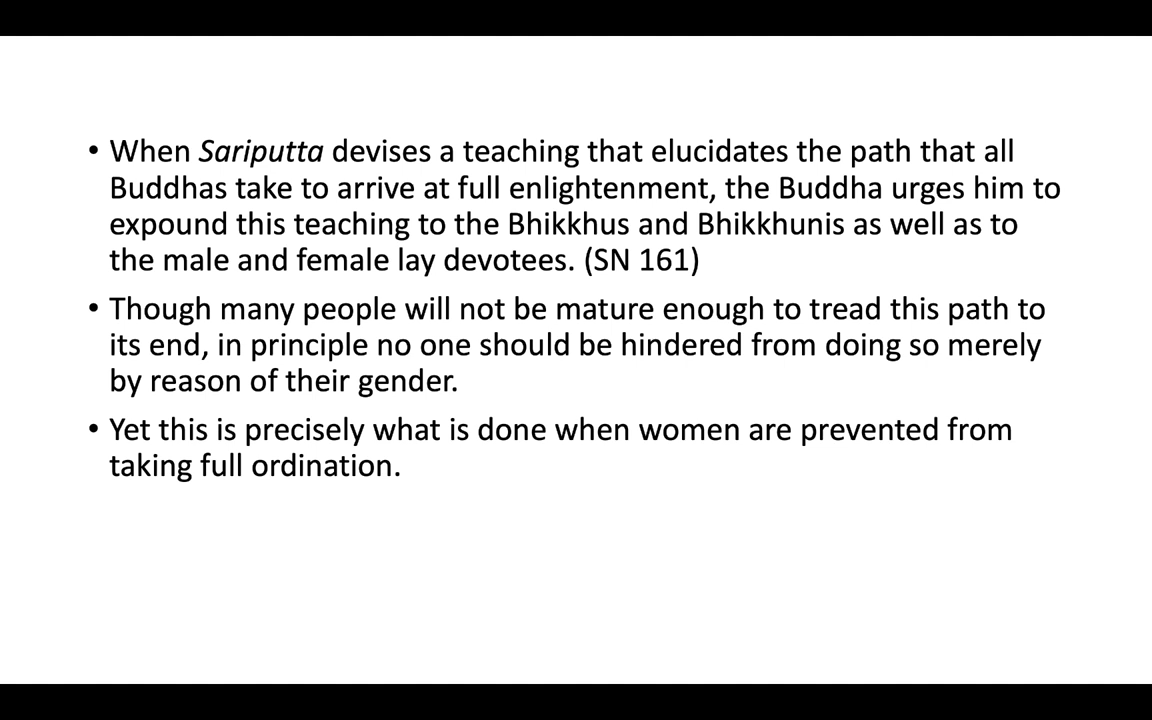 • When Sariputta devises a teaching that elucidates the path that all
Buddhas take to arrive at full enlightenment, the Buddha urges him to
expound this teaching to the Bhikkhus and Bhikkhunis as well as to
the male and female lay devotees. (SN 161)
• Though many people will not be mature enough to tread this path to
its end, in principle no one should be hindered from doing so merely
by reason of their gender.
• Yet this is precisely what is done when women are prevented from
taking full ordination.